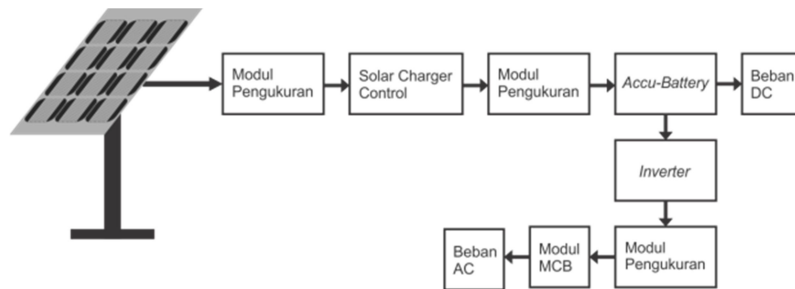 Modul
Pengukuran
Solar Charger
Control
Modul
Pengukuran
Accu-Battery
Beban
DC
Inverter
Beban
AC
Modul
MCB
Modul
Pengukuran